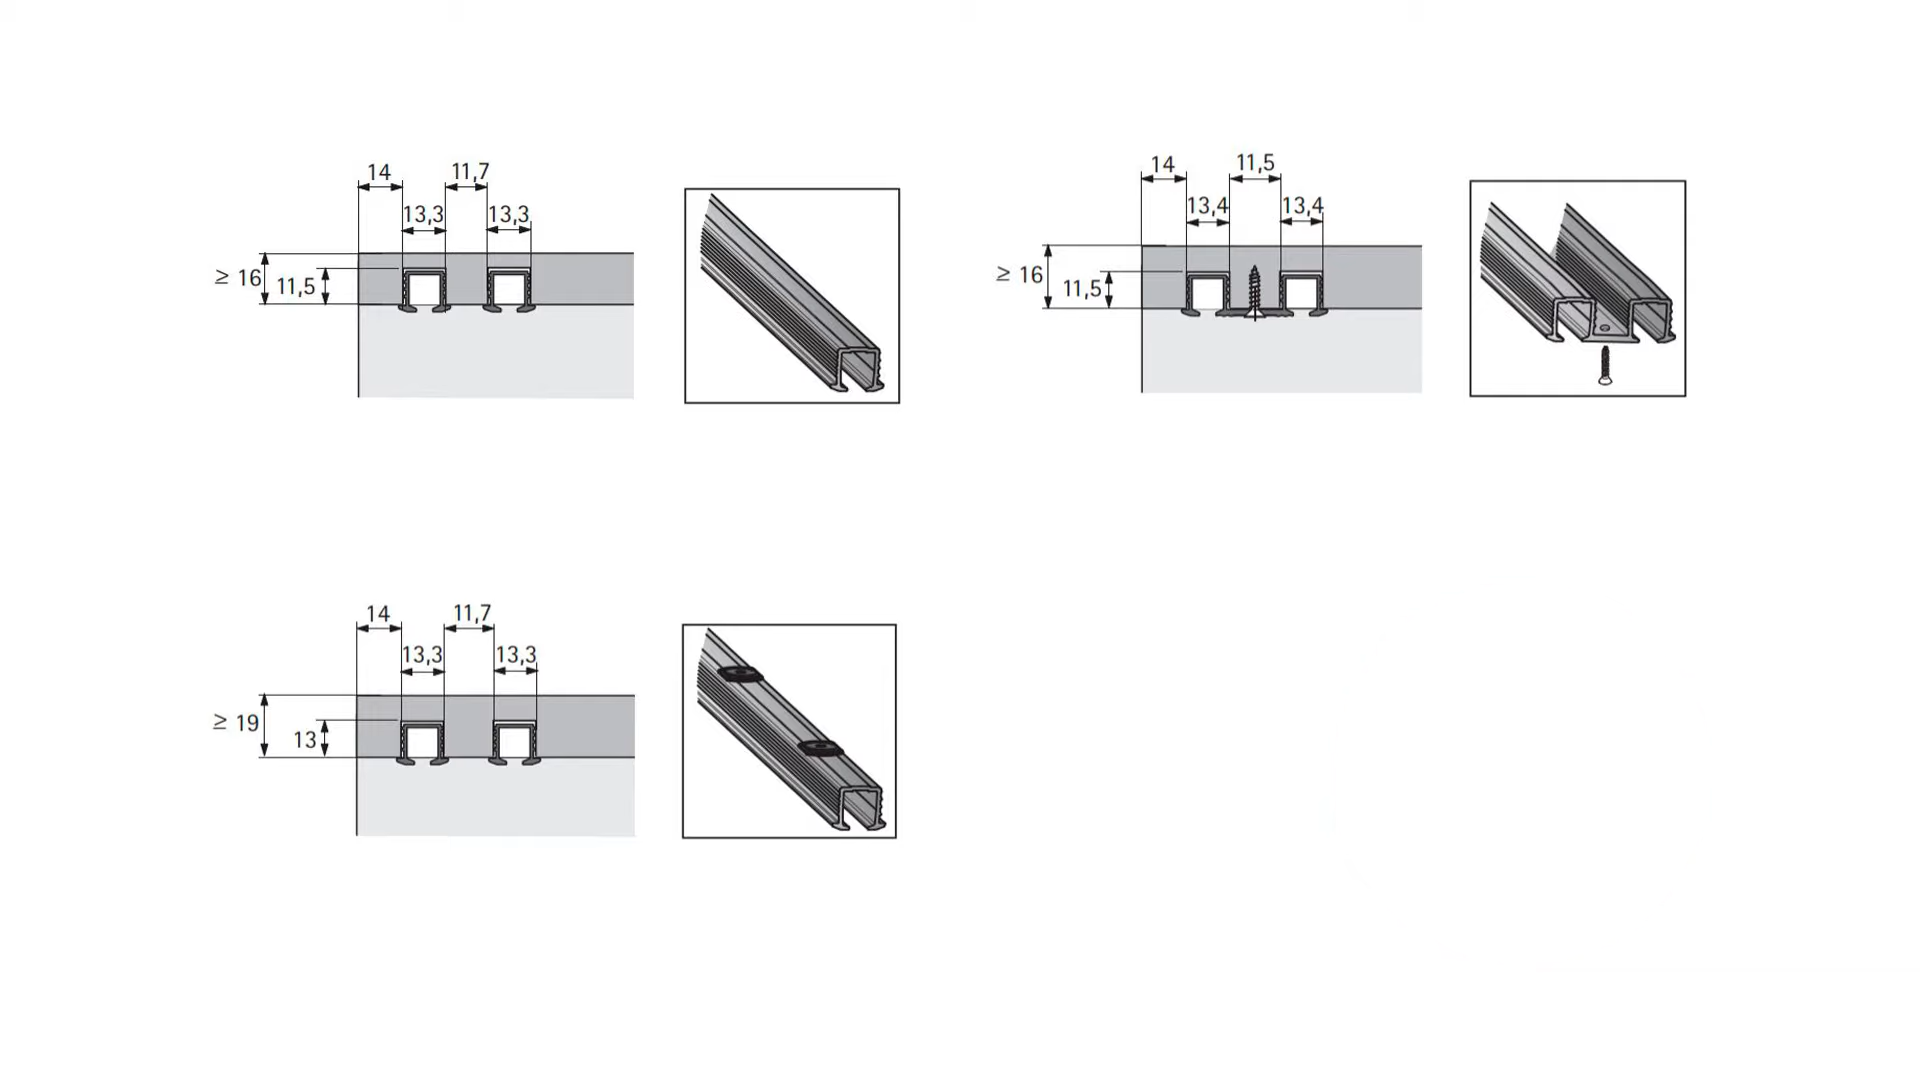 14 11,7
13,3 13,3
≥ 16 11,5
14 11,5
13,4 13,4
≥ 16 11,5
14 11,7
13,3 13,3
≥ 19 13